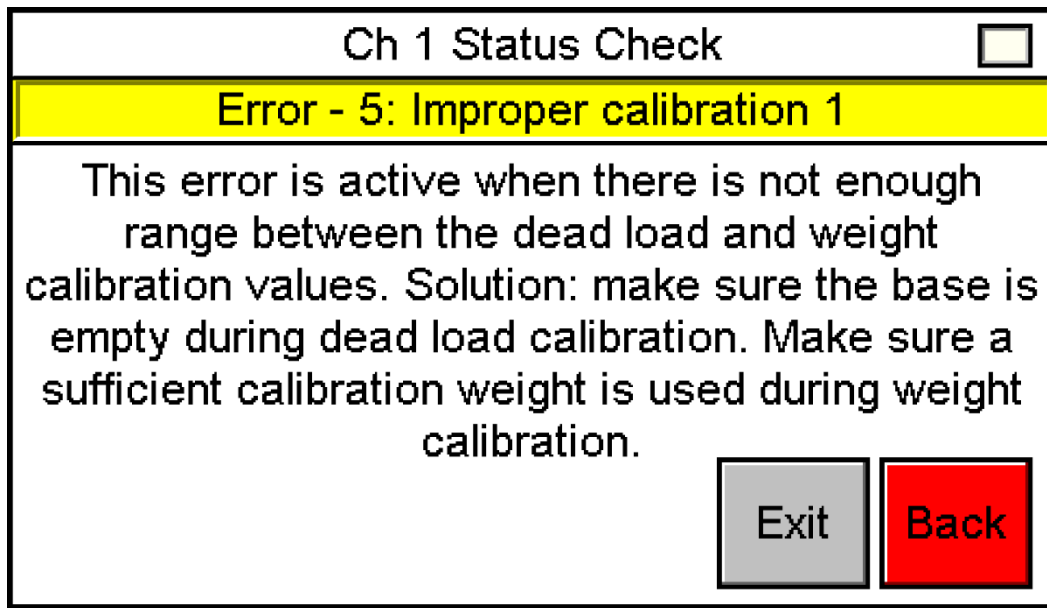 Ch 1 Status Check
Error - 5: Improper calibration 1
This error is active when there is not enough
range between the dead load and weight
calibration values. Solution: make sure the base is
empty during dead load calibration. Make sure a
sufficient calibration weight is used during weight
calibration.
Exit
Back